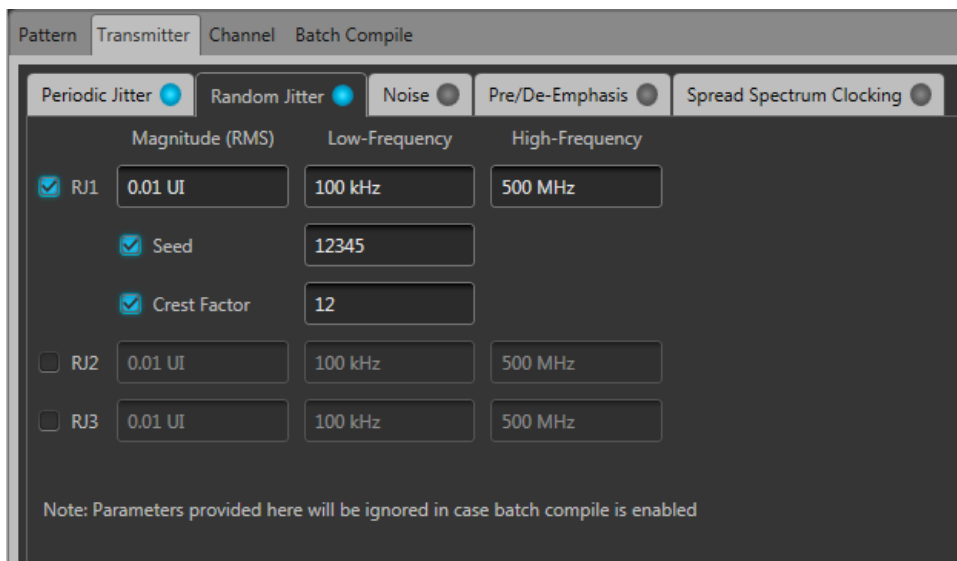 Pattern Transmitter Channel Batch Compile
Periodic Jitter Random Jitter Noise Pre/De-Emphasis Spread Spectrum Clocking
Magnitude (RMS) Low-Frequency High-Frequency
RJ1 0.01 UI 100 kHz 500 MHz
Seed 12345
Crest Factor 12
RJ2 0.01 UI 100 kHz 500 MHz
RJ3 0.01 UI 100 kHz 500 MHz
Note: Parameters provided here will be ignored in case batch compile is enabled